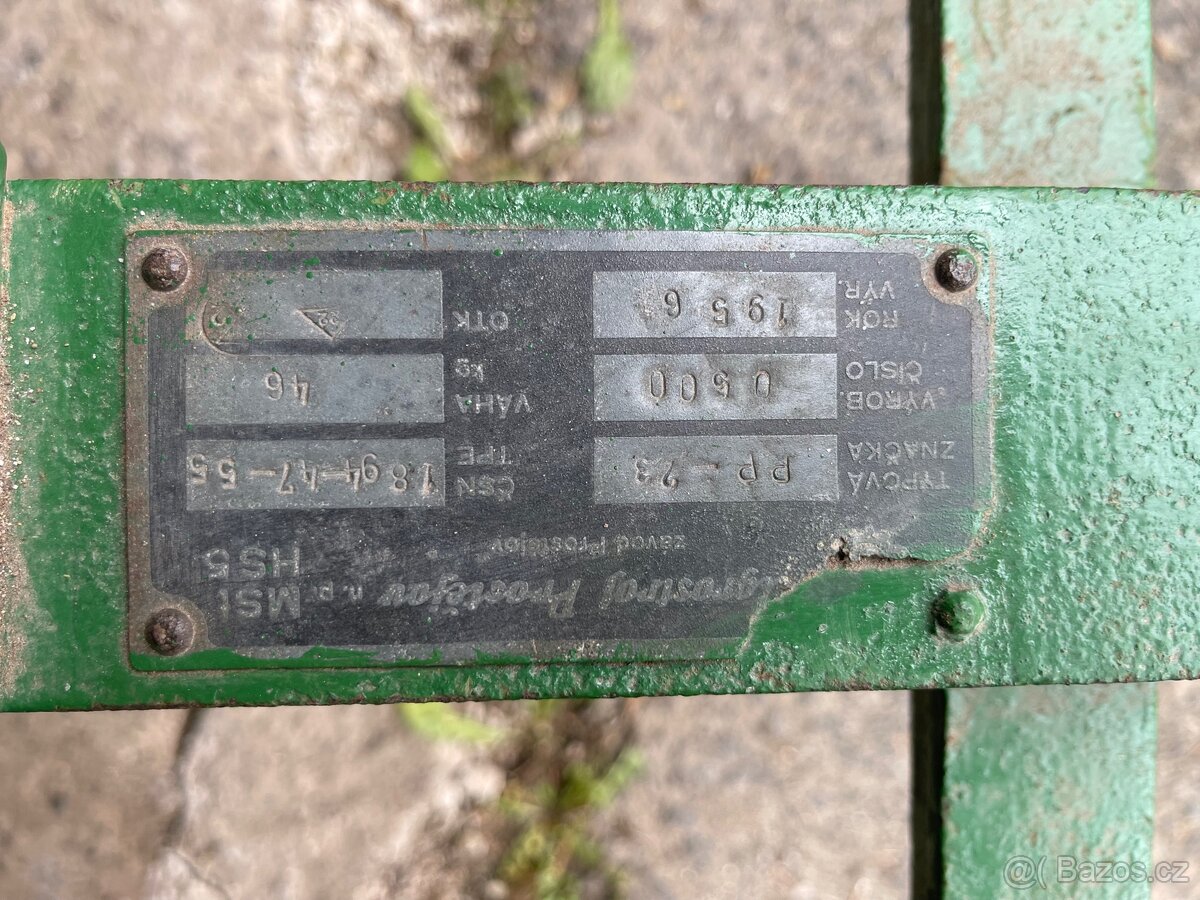 Agrostroj Prostějov n. p. MSt
závod Prostějov HS5
TYPOVÁ ZNAČKA PP-23 ČSN TPE 1894-47-55
VÝROB. ČÍSLO 0500 VÁHA kg 46
ROK VÝR. 1956 OTK
Bazos.cz